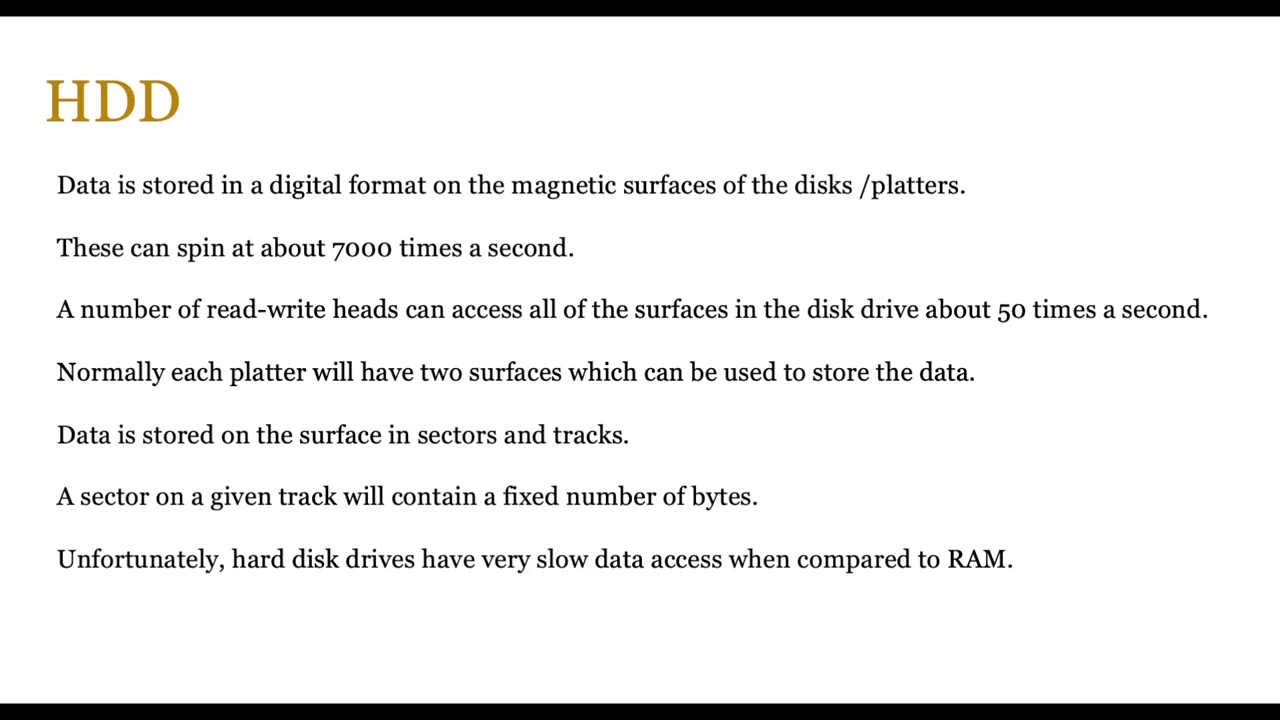 HDD
Data is stored in a digital format on the magnetic surfaces of the disks /platters.
These can spin at about 7000 times a second.
A number of read-write heads can access all of the surfaces in the disk drive about 50 times a second.
Normally each platter will have two surfaces which can be used to store the data.
Data is stored on the surface in sectors and tracks.
A sector on a given track will contain a fixed number of bytes.
Unfortunately, hard disk drives have very slow data access when compared to RAM.